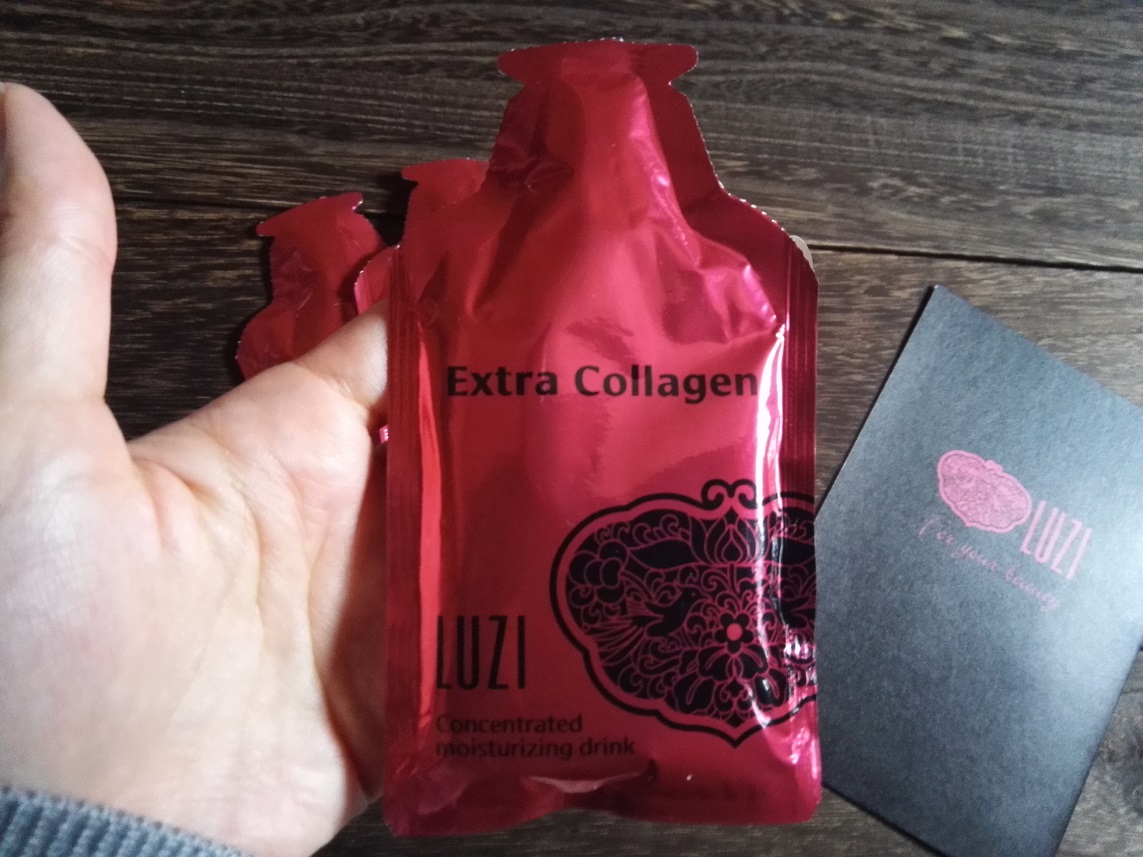 Extra Collagen
LUZI
Concentrated
moisturizing drink
LUZI
For your beauty